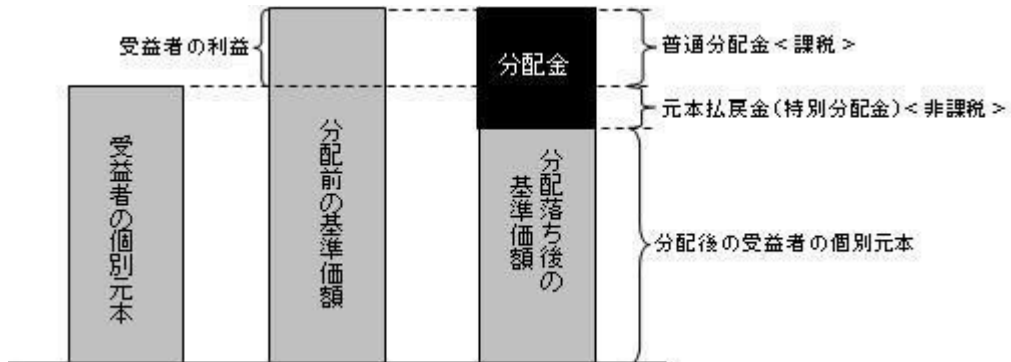 受益者の利益
受益者の個別元本
分配前の基準価額
分配金
分配落ち後の
基準価額
普通分配金<課税>
元本払戻金(特別分配金)<非課税>
分配後の受益者の個別元本